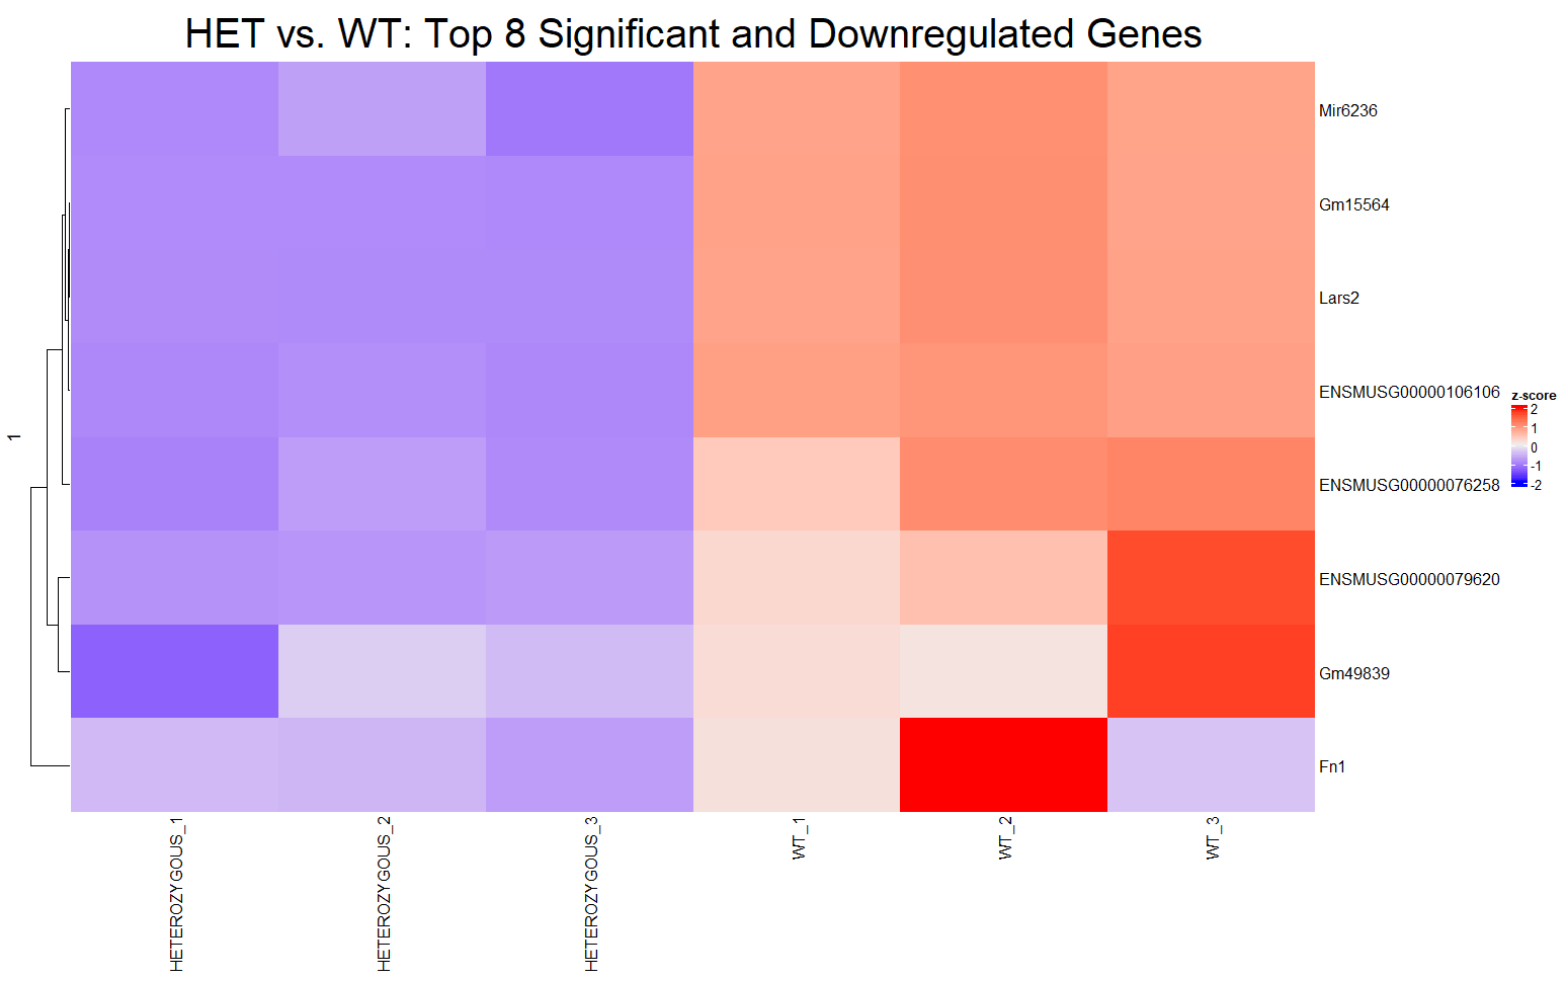 HET vs. WT: Top 8 Significant and Downregulated Genes
Mir6236
Gm15564
Lars2
ENSMUSG00000106106
ENSMUSG00000076258
ENSMUSG00000079620
Gm49839
Fn1
z-score
2
1
0
-1
-2
1
HETEROZYGOUS_1
HETEROZYGOUS_2
HETEROZYGOUS_3
WT_1
WT_2
WT_3